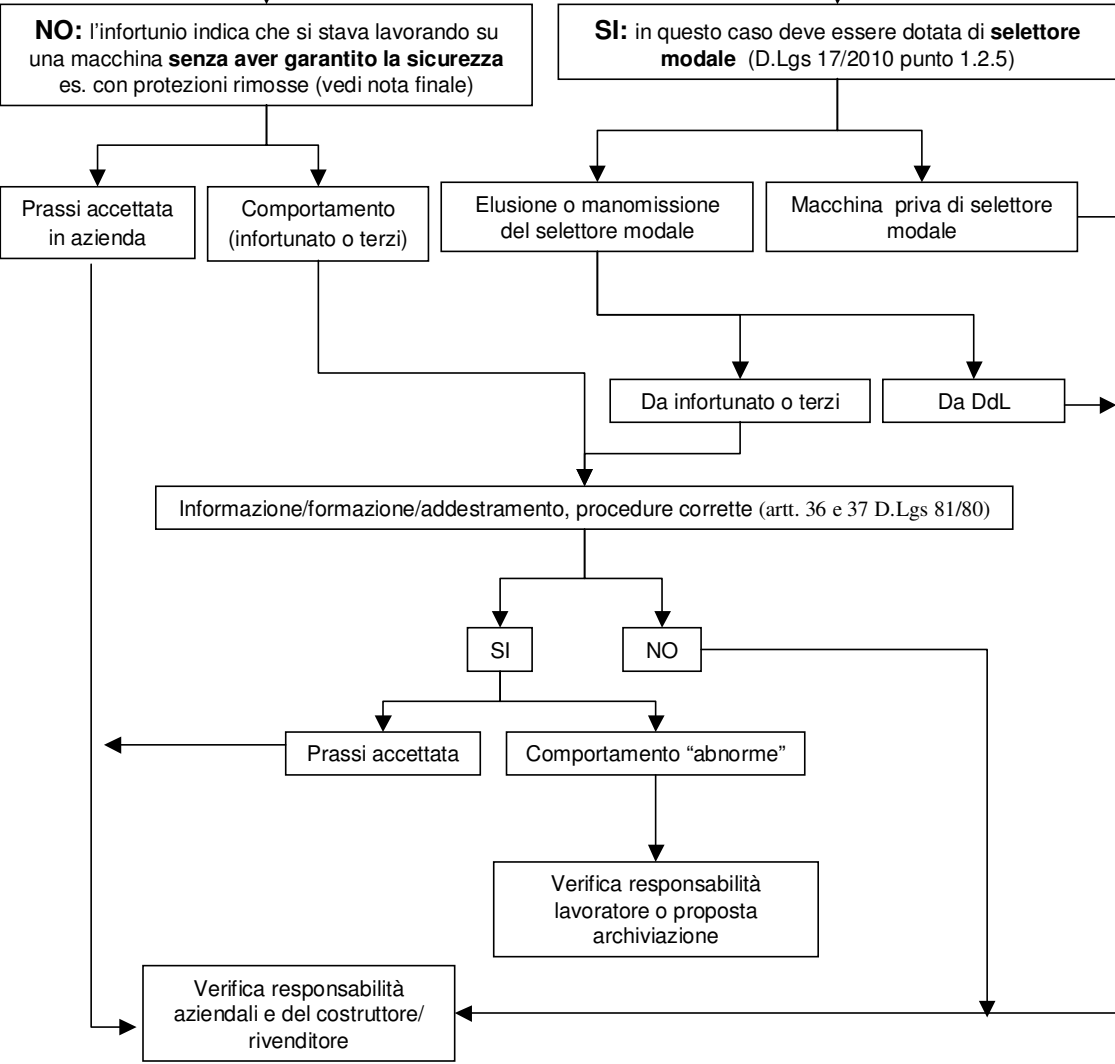 NO: l'infortunio indica che si stava lavorando su
una macchina senza aver garantito la sicurezza
es. con protezioni rimosse (vedi nota finale)
SI: in questo caso deve essere dotata di selettore
modale (D.Lgs 17/2010 punto 1.2.5)
Prassi accettata
in azienda
Comportamento
(infortunato o terzi)
Elusione o manomissione
del selettore modale
Macchina priva di selettore
modale
Da infortunato o terzi
Da DdL
Informazione/formazione/addestramento, procedure corrette (artt. 36 e 37 D.Lgs 81/80)
SI
NO
Prassi accettata
Comportamento “abnorme”
Verifica responsabilità
lavoratore o proposta
archiviazione
Verifica responsabilità
aziendali e del costruttore/
rivenditore